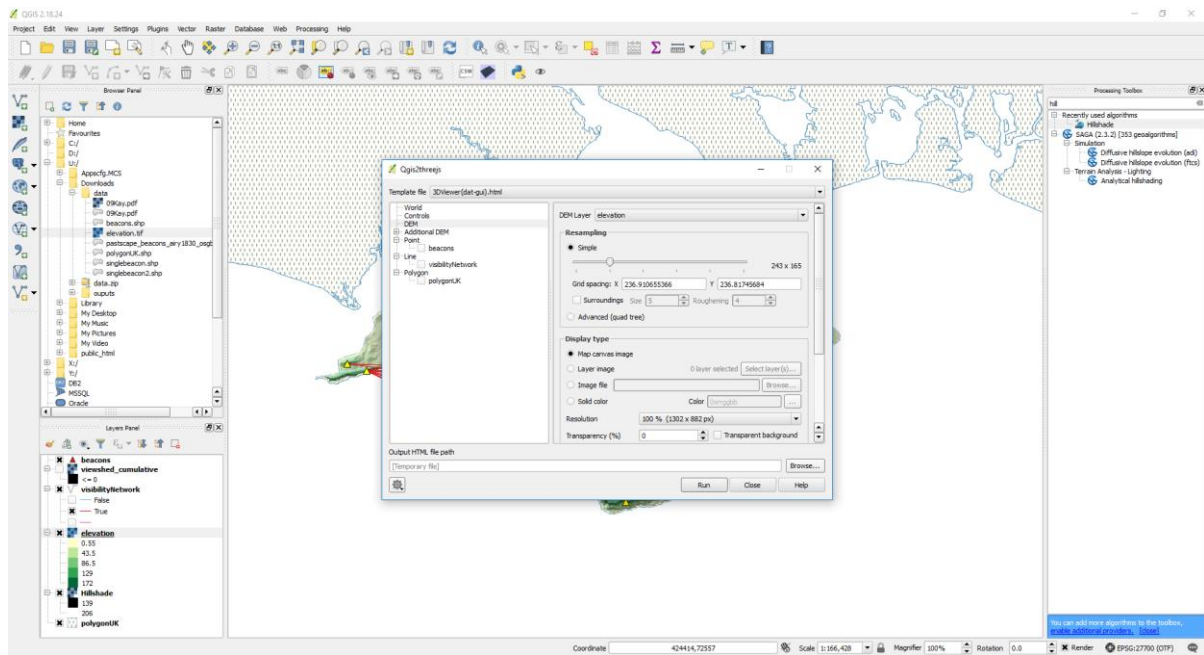 QGIS 2.18.24
Project Edit View Layer Settings Plugins Vector Raster Database Web Processing Help
Browser Panel
Home
Favourites
C:/
D:/
U:/
Appscfg.MCS
Downloads
data
09Kay.pdf
09Kay.pdf
beacons.shp
elevation.tif
pastscape_beacons_airy1830_osgb
polygonUK.shp
singlebeacon.shp
singlebeacon2.shp
data.zip
ouputs
Library
My Desktop
My Music
My Pictures
My Video
public_html
X:/
Y:/
DB2
MSSQL
Oracle
Layers Panel
beacons
viewshed_cumulative
<= 0
visibilityNetwork
False
True
elevation
0.55
43.5
86.5
129
172
Hillshade
139
206
polygonUK
Qgis2threejs
Template file 3DViewer(dat-gui).html
World
Controls
DEM
Additional DEM
Point
beacons
Line
visibilityNetwork
Polygon
polygonUK
DEM Layer elevation
Resampling
Simple
243 x 165
Grid spacing: X 236.910655366 Y 236.81745684
Surroundings Size 5 Roughening 4
Advanced (quad tree)
Display type
Map canvas image
Layer image 0 layer selected Select layer(s)...
Image file Browse...
Solid color Color 0xrrggbb ...
Resolution 100 % (1302 x 882 px)
Transparency (%) 0 Transparent background
Output HTML file path
[Temporary file] Browse...
Run Close Help
Processing Toolbox
hill
Recently used algorithms
Hillshade
SAGA (2.3.2) [353 geoalgorithms]
Simulation
Diffusive hillslope evolution (adi)
Diffusive hillslope evolution (ftcs)
Terrain Analysis - Lighting
Analytical hillshading
You can add more algorithms to the toolbox,
enable additional providers. [close]
Coordinate 424414,72557 Scale 1:166,428 Magnifier 100% Rotation 0.0 Render EPSG:27700 (OTF)